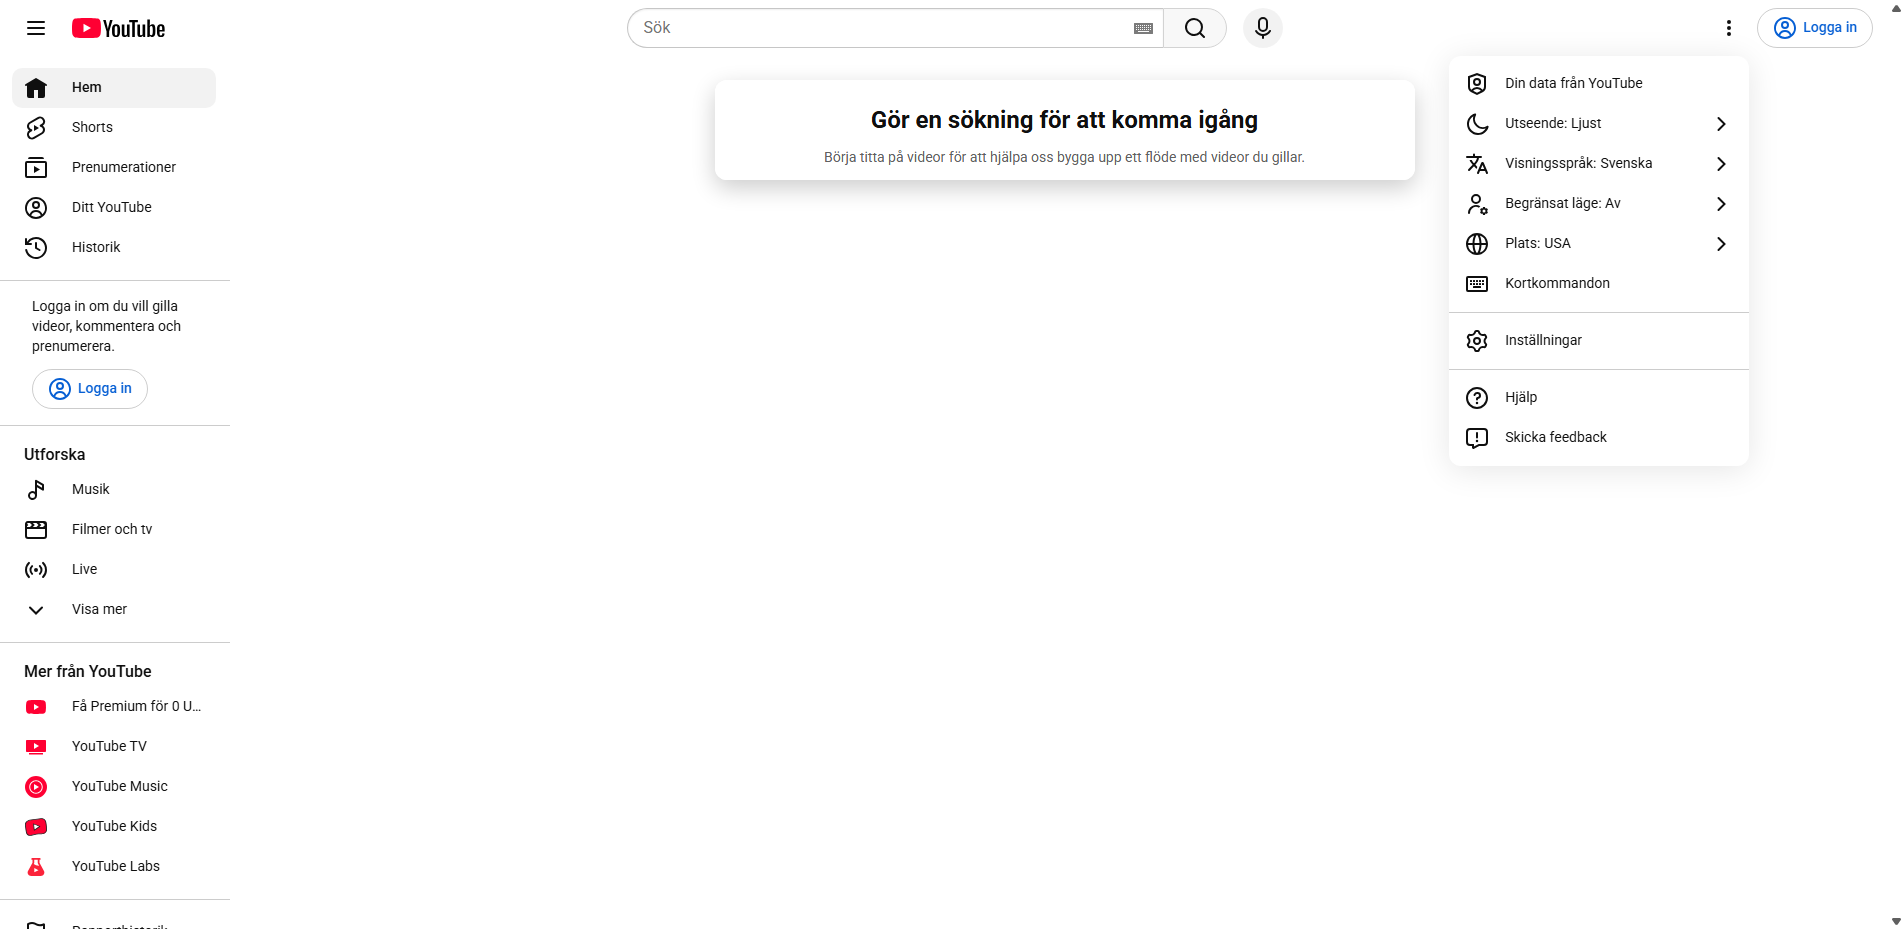 YouTube
Sök
Logga in
Hem
Shorts
Prenumerationer
Ditt YouTube
Historik
Logga in om du vill gilla
videor, kommentera och
prenumerera.
Logga in
Utforska
Musik
Filmer och tv
Live
Visa mer
Mer från YouTube
Få Premium för 0 U...
YouTube TV
YouTube Music
YouTube Kids
YouTube Labs
Gör en sökning för att komma igång
Börja titta på videor för att hjälpa oss bygga upp ett flöde med videor du gillar.
Din data från YouTube
Utseende: Ljust
Visningsspråk: Svenska
Begränsat läge: Av
Plats: USA
Kortkommandon
Inställningar
Hjälp
Skicka feedback